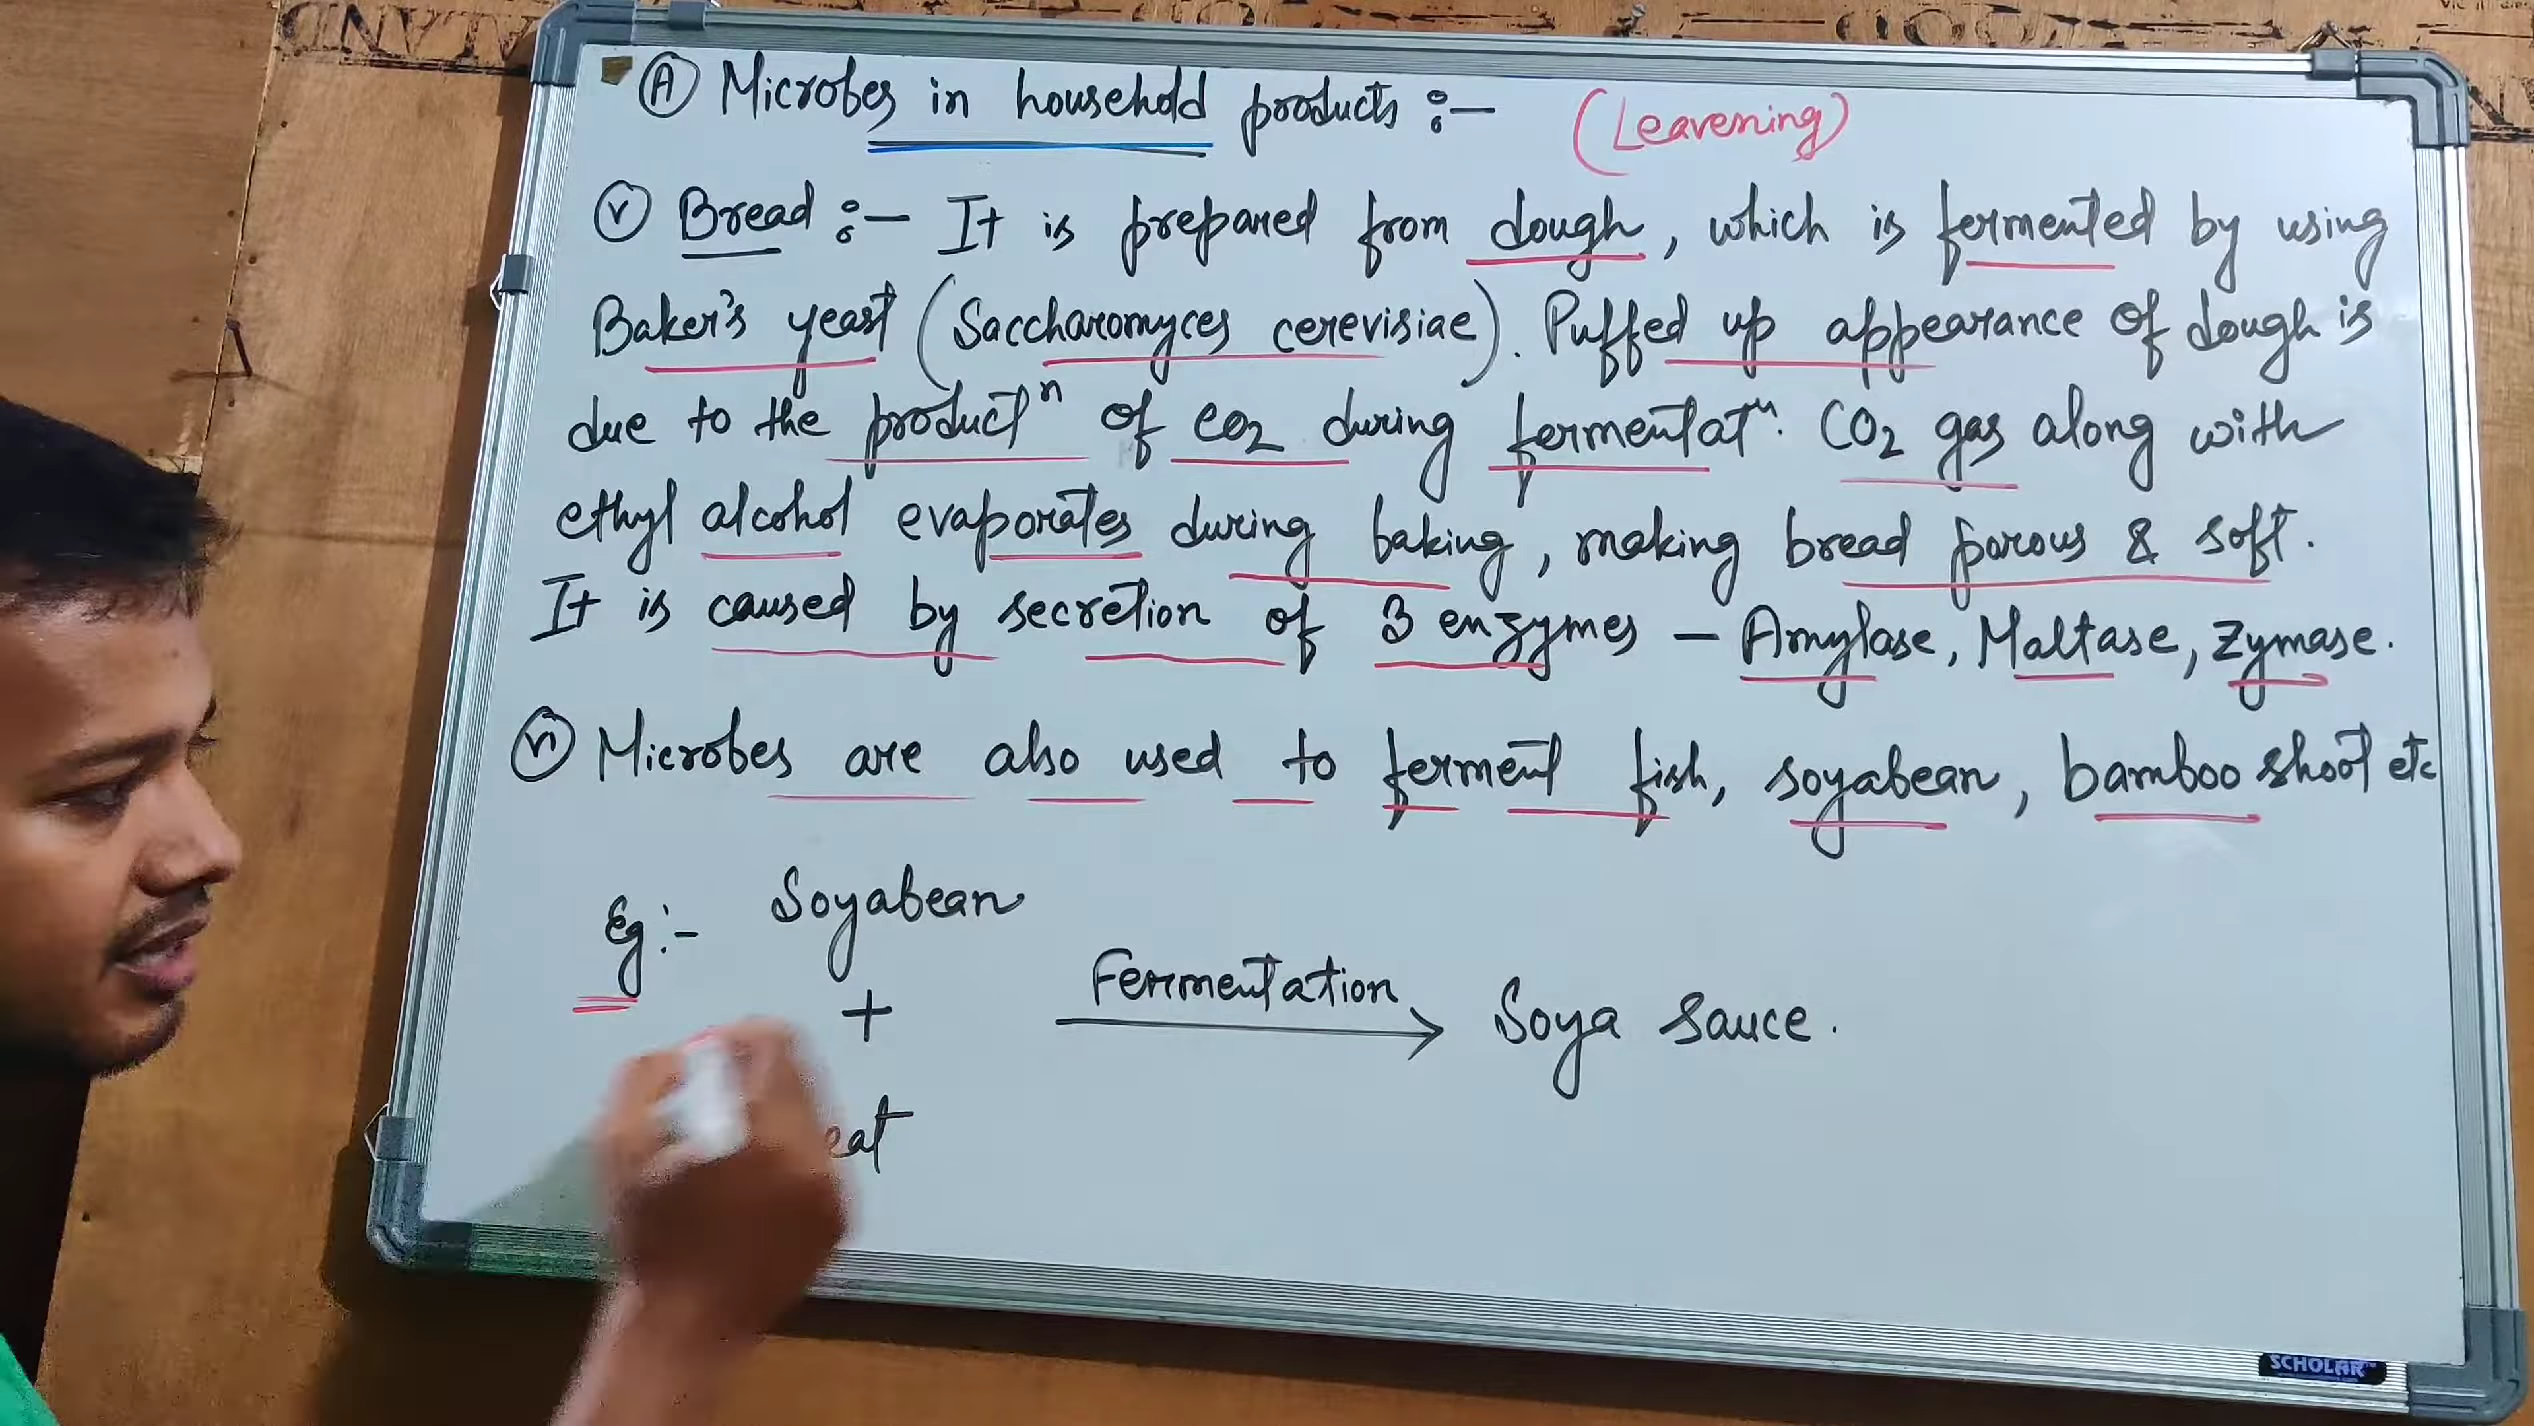 Ⓐ Microbes in household products :-
(Leavening)
ⓥ Bread :- It is prepared from dough, which is fermented by using
Baker's yeast (Saccharomyces cerevisiae). Puffed up appearance of dough is
due to the productⁿ of CO2 during fermentatⁿ. CO2 gas along with
ethyl alcohol evaporates during baking, making bread porous & soft.
It is caused by secretion of 3 enzymes – Amylase, Maltase, Zymase.
Microbes are also used to ferment fish, soyabean, bamboo shoot etc
Eg:- Soyabean
+
Fermentation
Soya sauce.
eat
SCHOLAR